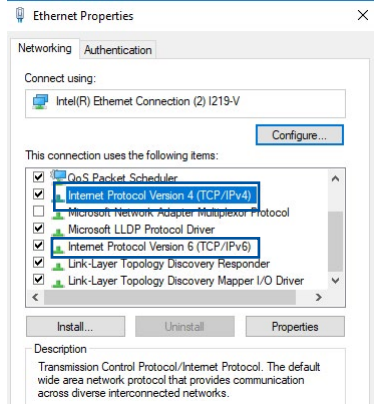 Ethernet Properties
Networking
Authentication
Connect using:
Intel(R) Ethernet Connection (2) I219-V
Configure...
This connection uses the following items:
QoS Packet Scheduler
Internet Protocol Version 4 (TCP/IPv4)
Microsoft Network Adapter Multiplexor Protocol
Microsoft LLDP Protocol Driver
Internet Protocol Version 6 (TCP/IPv6)
Link-Layer Topology Discovery Responder
Link-Layer Topology Discovery Mapper I/O Driver
Install...
Uninstall
Properties
Description
Transmission Control Protocol/Internet Protocol. The default
wide area network protocol that provides communication
across diverse interconnected networks.